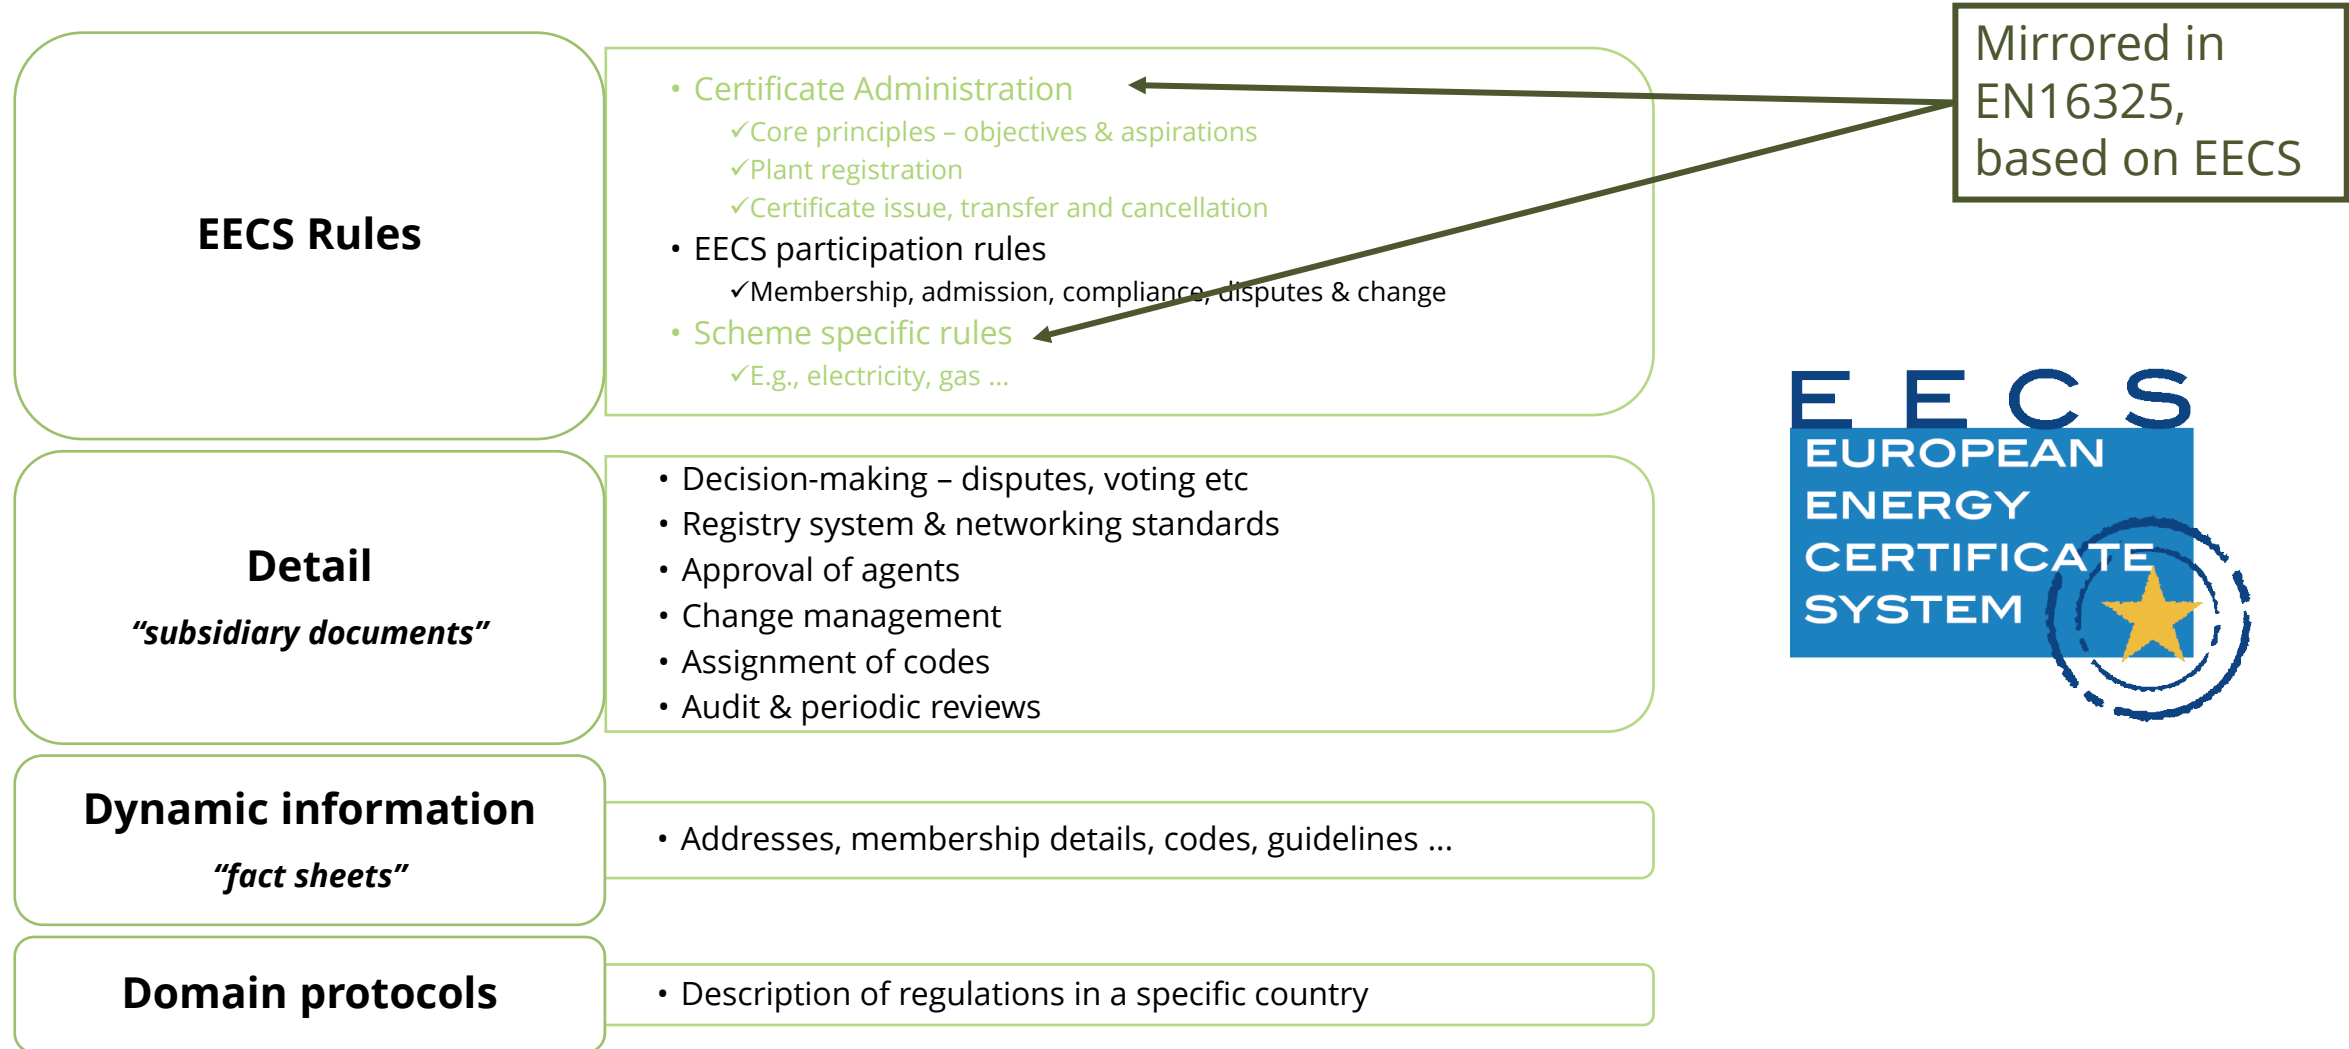 EECS Rules
• Certificate Administration
✓Core principles – objectives & aspirations
✓Plant registration
✓Certificate issue, transfer and cancellation
• EECS participation rules
✓Membership, admission, compliance, disputes & change
• Scheme specific rules
✓E.g., electricity, gas ...
Mirrored in
EN16325,
based on EECS
Detail
“subsidiary documents”
• Decision-making – disputes, voting etc
• Registry system & networking standards
• Approval of agents
• Change management
• Assignment of codes
• Audit & periodic reviews
EECS
EUROPEAN
ENERGY
CERTIFICATE
SYSTEM
Dynamic information
“fact sheets”
• Addresses, membership details, codes, guidelines ...
Domain protocols
• Description of regulations in a specific country